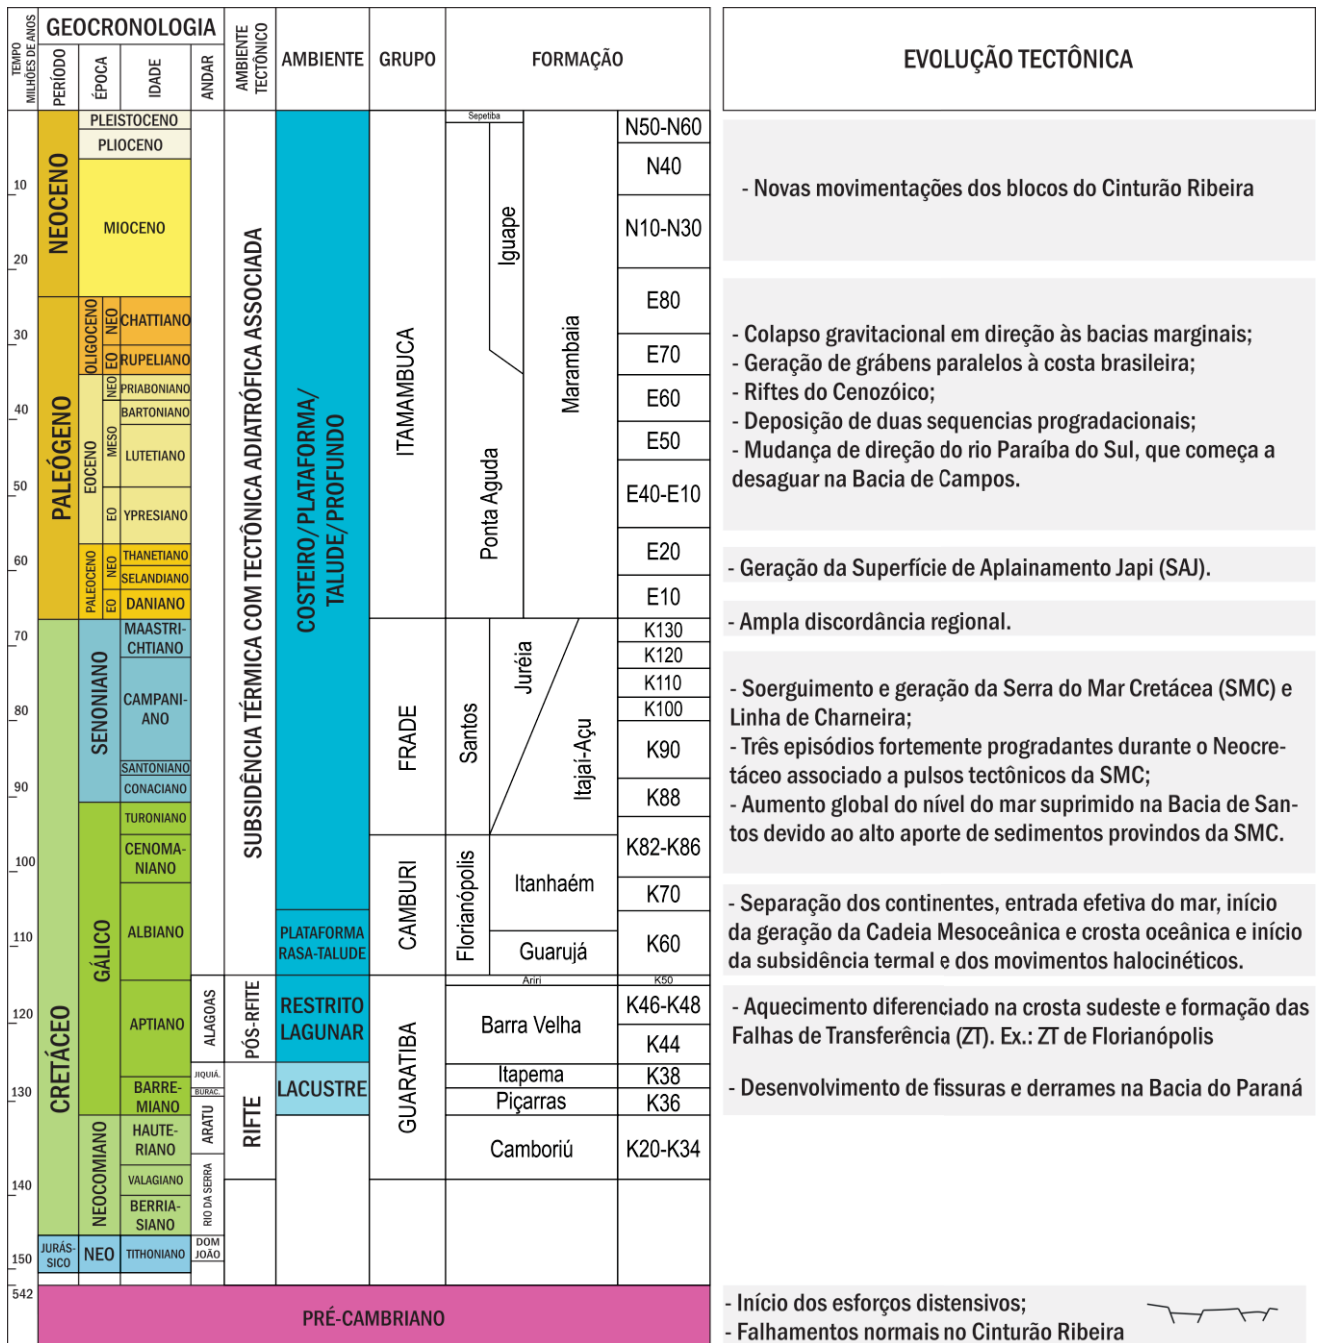 TEMPO
MILHÕES DE ANOS
GEOCRONOLOGIA
PERÍODO
ÉPOCA
IDADE
ANDAR
AMBIENTE
TECTÔNICO
AMBIENTE
GRUPO
FORMAÇÃO
EVOLUÇÃO TECTÔNICA
10
20
30
40
50
60
70
80
90
100
110
120
130
140
150
542
NEOCENO
PALEÓGENO
CRETÁCEO
JURÁS-
SICO
PLEISTOCENO
PLIOCENO
MIOCENO
OLIGOCENO
NEO
EO
EOCENO
NEO
MESO
EO
PALEOCENO
NEO
EO
SENONIANO
GÁLICO
NEOCOMIANO
NEO
CHATTIANO
RUPELIANO
PRIABONIANO
BARTONIANO
LUTETIANO
YPRESIANO
THANETIANO
SELANDIANO
DANIANO
MAASTRI-
CHTIANO
CAMPANI-
ANO
SANTONIANO
CONACIANO
TURONIANO
CENOMA-
NIANO
ALBIANO
APTIANO
BARRE-
MIANO
HAUTE-
RIANO
VALAGIANO
BERRIA-
SIANO
TITHONIANO
ALAGOAS
JIQUIÁ.
BURAC.
ARATU
RIO DA SERRA
DOM
JOÃO
SUBSIDÊNCIA TÉRMICA COM TECTÔNICA ADIATRÓFICA ASSOCIADA
PÓS-RFITE
RIFTE
COSTEIRO/PLATAFORMA/
TALUDE/PROFUNDO
PLATAFORMA
RASA-TALUDE
RESTRITO
LAGUNAR
LACUSTRE
ITAMAMBUCA
FRADE
CAMBURI
GUARATIBA
Sepetiba
Iguape
Marambaia
Ponta Aguda
Santos
Juréia
Itajaí-Açu
Florianópolis
Itanhaém
Guarujá
Ariri
Barra Velha
Itapema
Piçarras
Camboriú
N50-N60
N40
N10-N30
E80
E70
E60
E50
E40-E10
E20
E10
K130
K120
K110
K100
K90
K88
K82-K86
K70
K60
K50
K46-K48
K44
K38
K36
K20-K34
PRÉ-CAMBRIANO
- Novas movimentações dos blocos do Cinturão Ribeira
- Colapso gravitacional em direção às bacias marginais;
- Geração de grábens paralelos à costa brasileira;
- Riftes do Cenozóico;
- Deposição de duas sequencias progradacionais;
- Mudança de direção do rio Paraíba do Sul, que começa a
desaguar na Bacia de Campos.
- Geração da Superfície de Aplainamento Japi (SAJ).
- Ampla discordância regional.
- Soerguimento e geração da Serra do Mar Cretácea (SMC) e
Linha de Charneira;
- Três episódios fortemente progradantes durante o Neocre-
táceo associado a pulsos tectônicos da SMC;
- Aumento global do nível do mar suprimido na Bacia de San-
tos devido ao alto aporte de sedimentos provindos da SMC.
- Separação dos continentes, entrada efetiva do mar, início
da geração da Cadeia Mesoceânica e crosta oceânica e início
da subsidência termal e dos movimentos halocinéticos.
- Aquecimento diferenciado na crosta sudeste e formação das
Falhas de Transferência (ZT). Ex.: ZT de Florianópolis
- Desenvolvimento de fissuras e derrames na Bacia do Paraná
- Início dos esforços distensivos;
- Falhamentos normais no Cinturão Ribeira